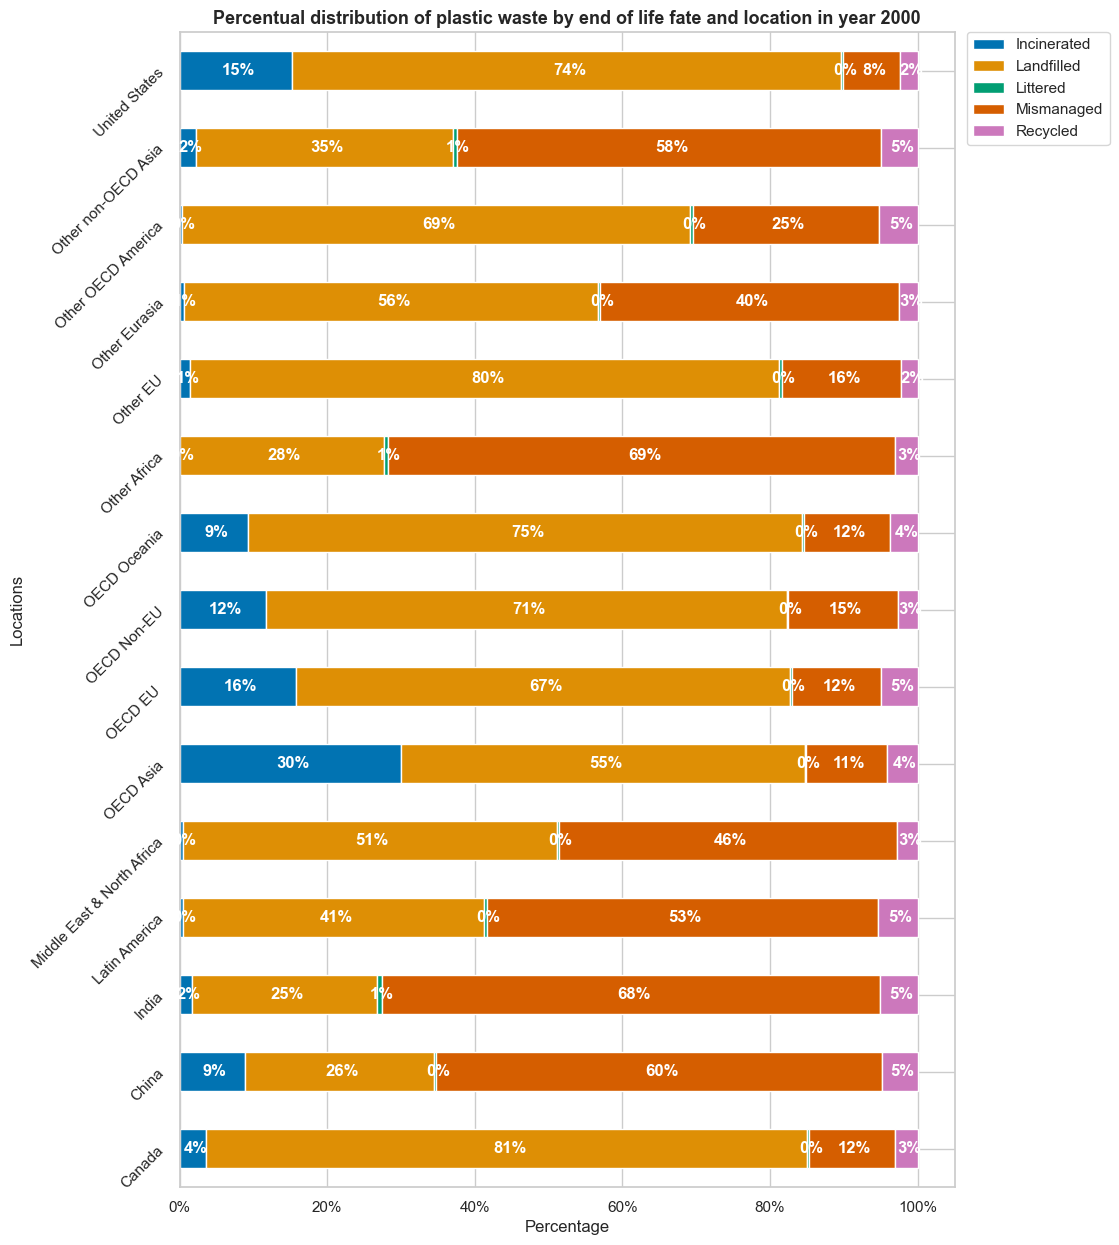 Percentual distribution of plastic waste by end of life fate and location in year 2000
Incinerated
Landfilled
Littered
Mismanaged
Recycled
United States
15% 74% 0% 8% 2%
Other non-OECD Asia
2% 35% 1% 58% 5%
Other OECD America
% 69% 0% 25% 5%
Other Eurasia
% 56% 0% 40% 3%
Other EU
1% 80% 0% 16% 2%
Other Africa
% 28% 1% 69% 3%
OECD Oceania
9% 75% 0% 12% 4%
OECD Non-EU
12% 71% 0% 15% 3%
OECD EU
16% 67% 0% 12% 5%
OECD Asia
30% 55% 0% 11% 4%
Middle East & North Africa
% 51% 0% 46% 3%
Latin America
% 41% 0% 53% 5%
India
2% 25% 1% 68% 5%
China
9% 26% 0% 60% 5%
Canada
4% 81% 0% 12% 3%
Locations
0% 20% 40% 60% 80% 100%
Percentage